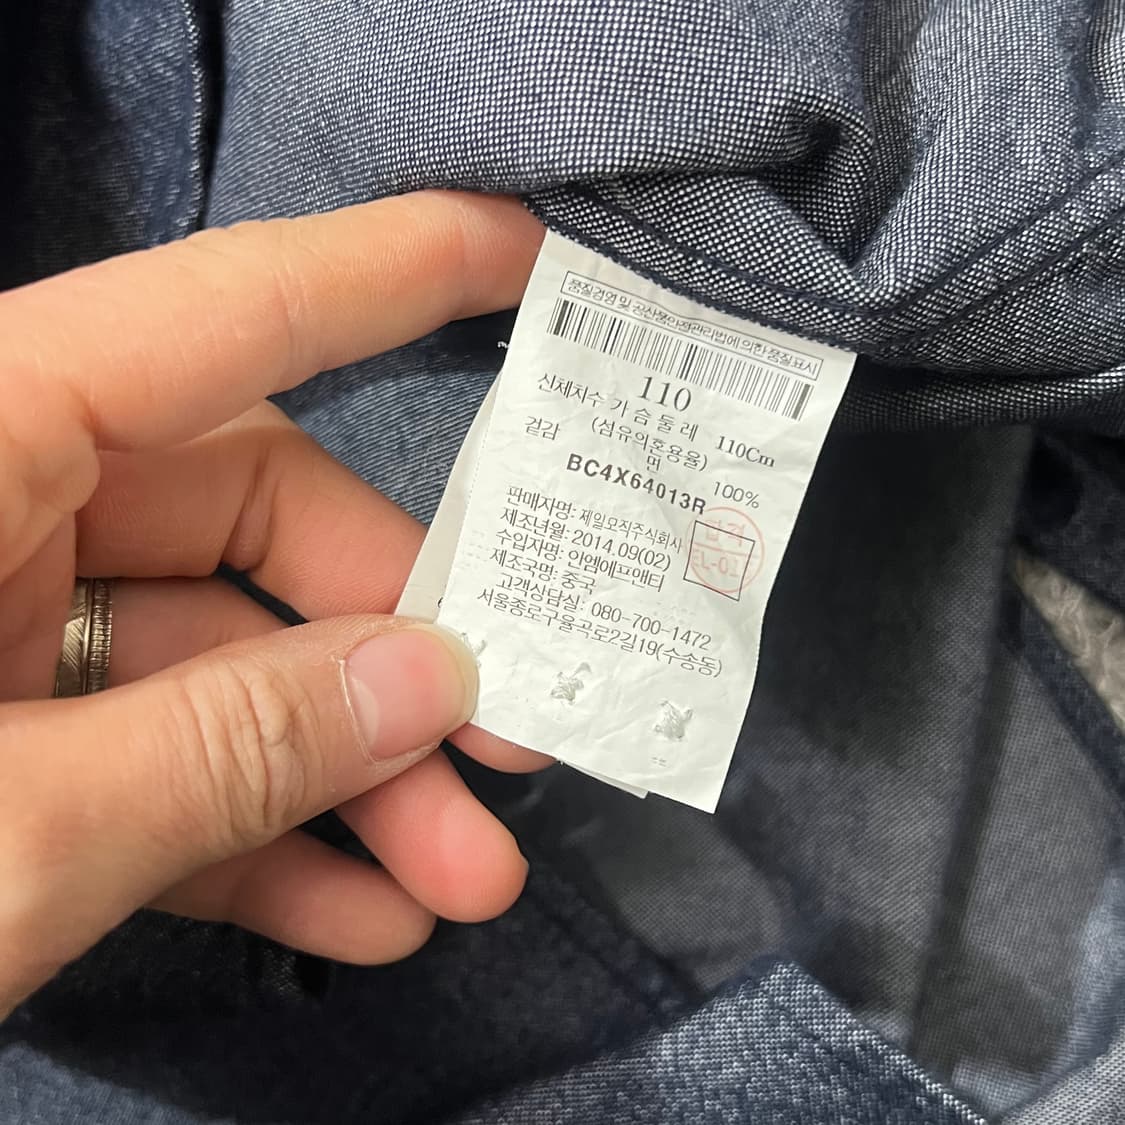 품질경영 및 공산품안전관리법에 의한 품질표시
110
신체치수 가 슴 둘 레 110Cm
(섬유의혼용율)
겉감 면 100%
BC4X64013R
판매자명: 제일모직주식회사
제조년월: 2014.09(02)
수입자명: 안엠에프앤티
제조국명: 중국
고객상담실: 080-700-1472
서울종로구율곡로2길19(수송동)
합격
EL-01